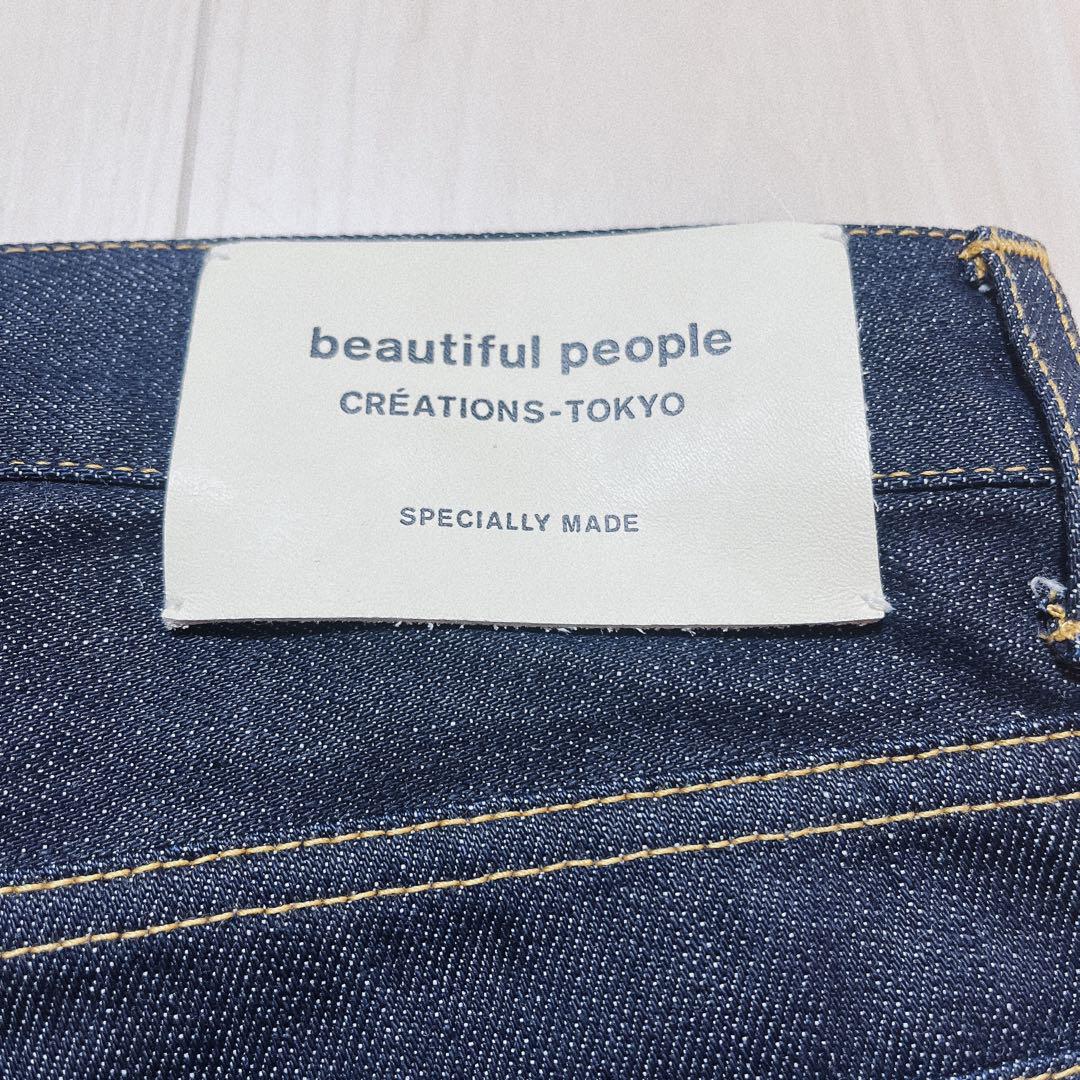 beautiful people
CRÉATIONS-TOKYO
SPECIALLY MADE